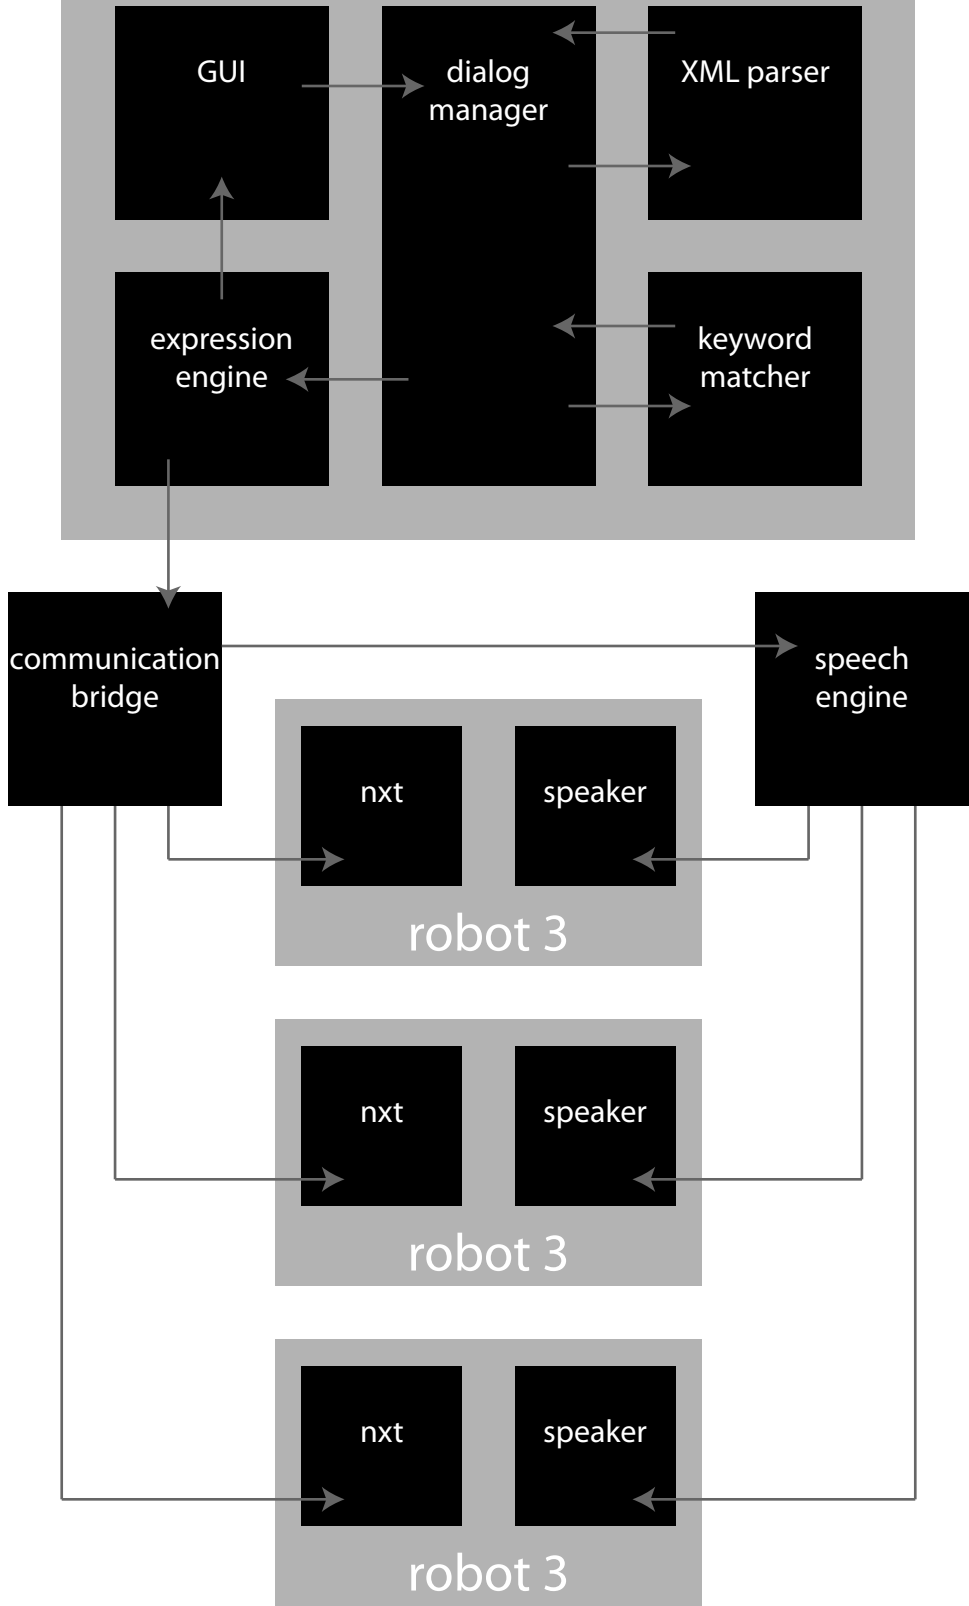 GUI
dialog
manager
XML parser
expression
engine
keyword
matcher
communication
bridge
speech
engine
nxt
speaker
robot 3
nxt
speaker
robot 3
nxt
speaker
robot 3